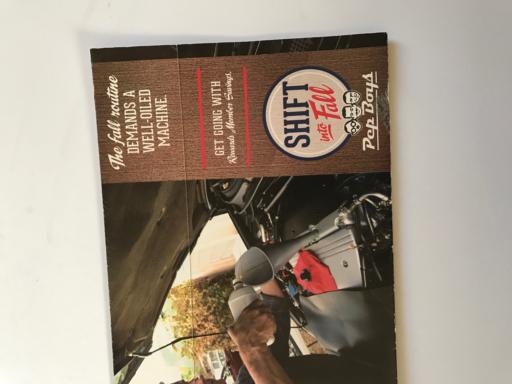 The fall routine
DEMANDS A
WELL-OILED
MACHINE.
GET GOING WITH
Rewards Member Savings.
SHIFT
into Fall
Pep Boys